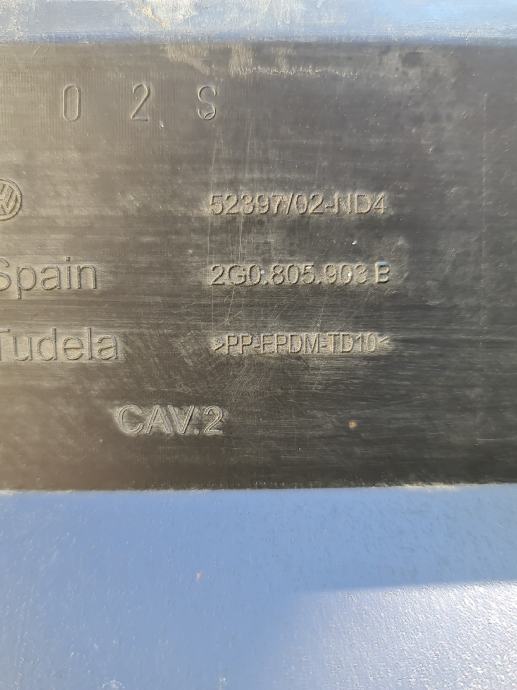 0 2 S
52397/02-ND4
Spain
2G0.805.903 B
Tudela
>PP-EPDM-TD10<
CAV.2